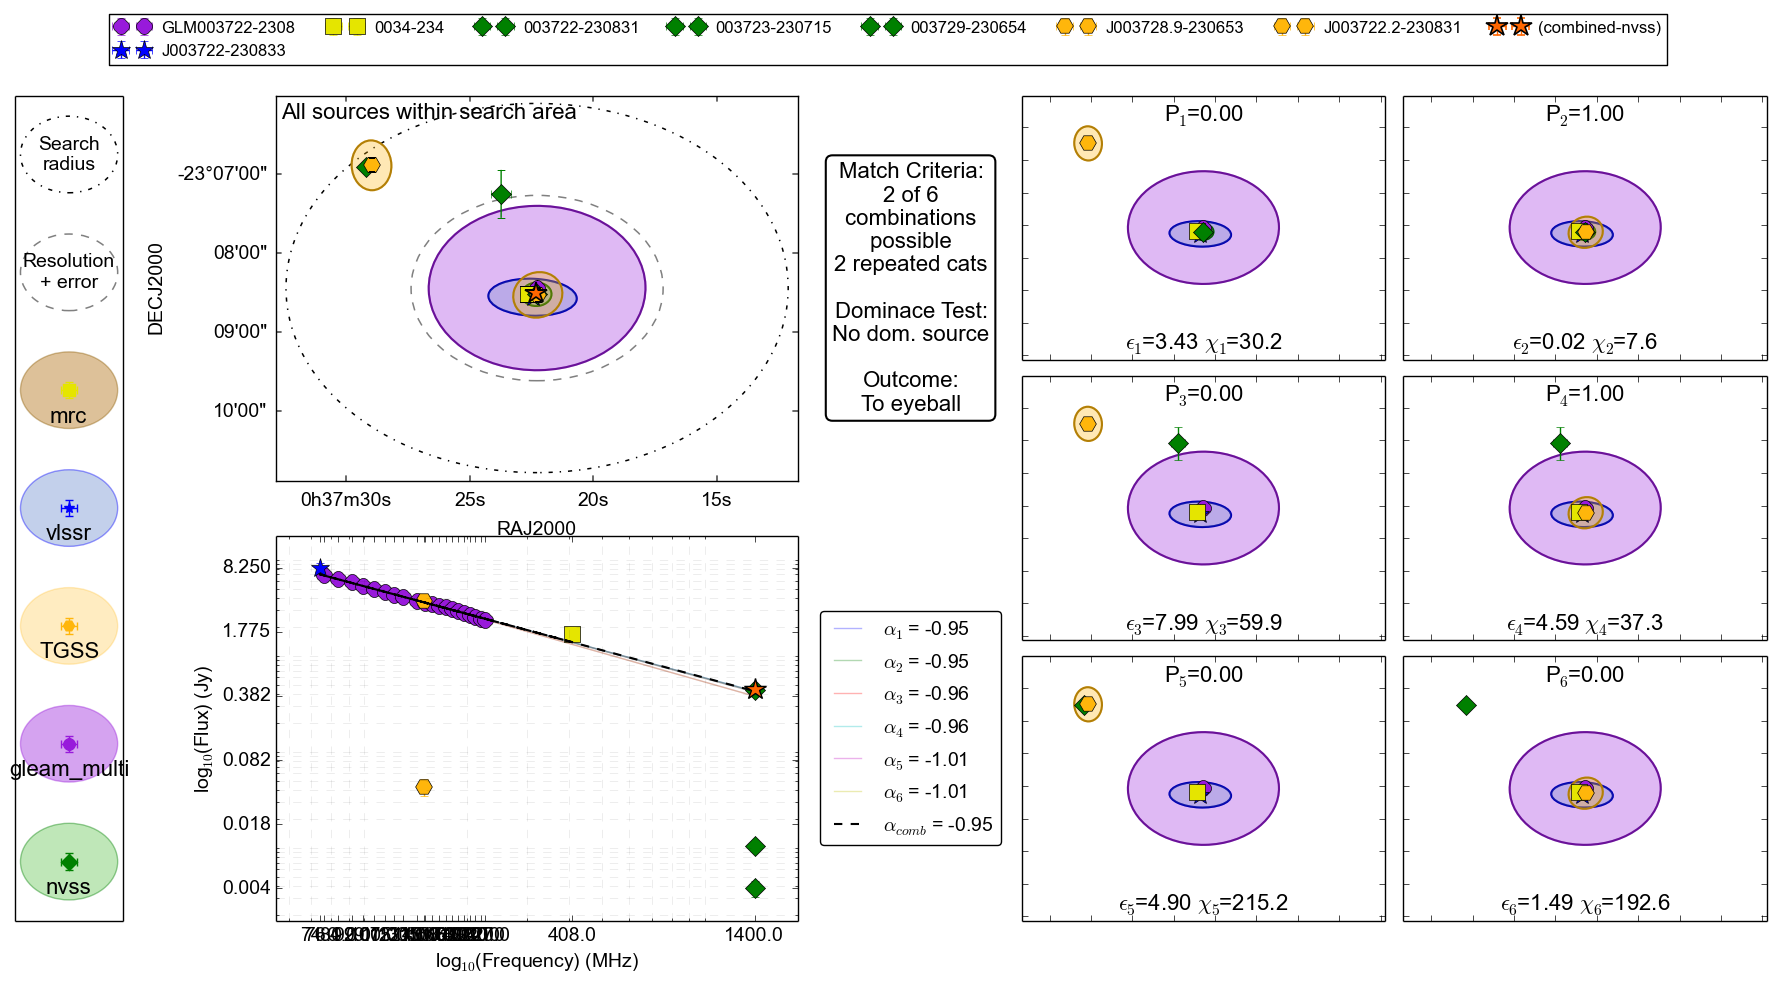 GLM003722-2308 0034-234 003722-230831 003723-230715 003729-230654 J003728.9-230653 J003722.2-230831 (combined-nvss)
J003722-230833
Search
radius
Resolution
+ error
mrc
vlssr
TGSS
gleam_multi
nvss
All sources within search area
DECJ2000
-23°07'00"
08'00"
09'00"
10'00"
0h37m30s 25s 20s 15s
RAJ2000
log10(Flux) (Jy)
8.250
1.775
0.382
0.082
0.018
0.004
408.0 1400.0
log10(Frequency) (MHz)
Match Criteria:
2 of 6
combinations
possible
2 repeated cats
Dominace Test:
No dom. source
Outcome:
To eyeball
α1 = -0.95
α2 = -0.95
α3 = -0.96
α4 = -0.96
α5 = -1.01
α6 = -1.01
αcomb = -0.95
P1=0.00
ϵ1=3.43 χ1=30.2
P2=1.00
ϵ2=0.02 χ2=7.6
P3=0.00
ϵ3=7.99 χ3=59.9
P4=1.00
ϵ4=4.59 χ4=37.3
P5=0.00
ϵ5=4.90 χ5=215.2
P6=0.00
ϵ6=1.49 χ6=192.6